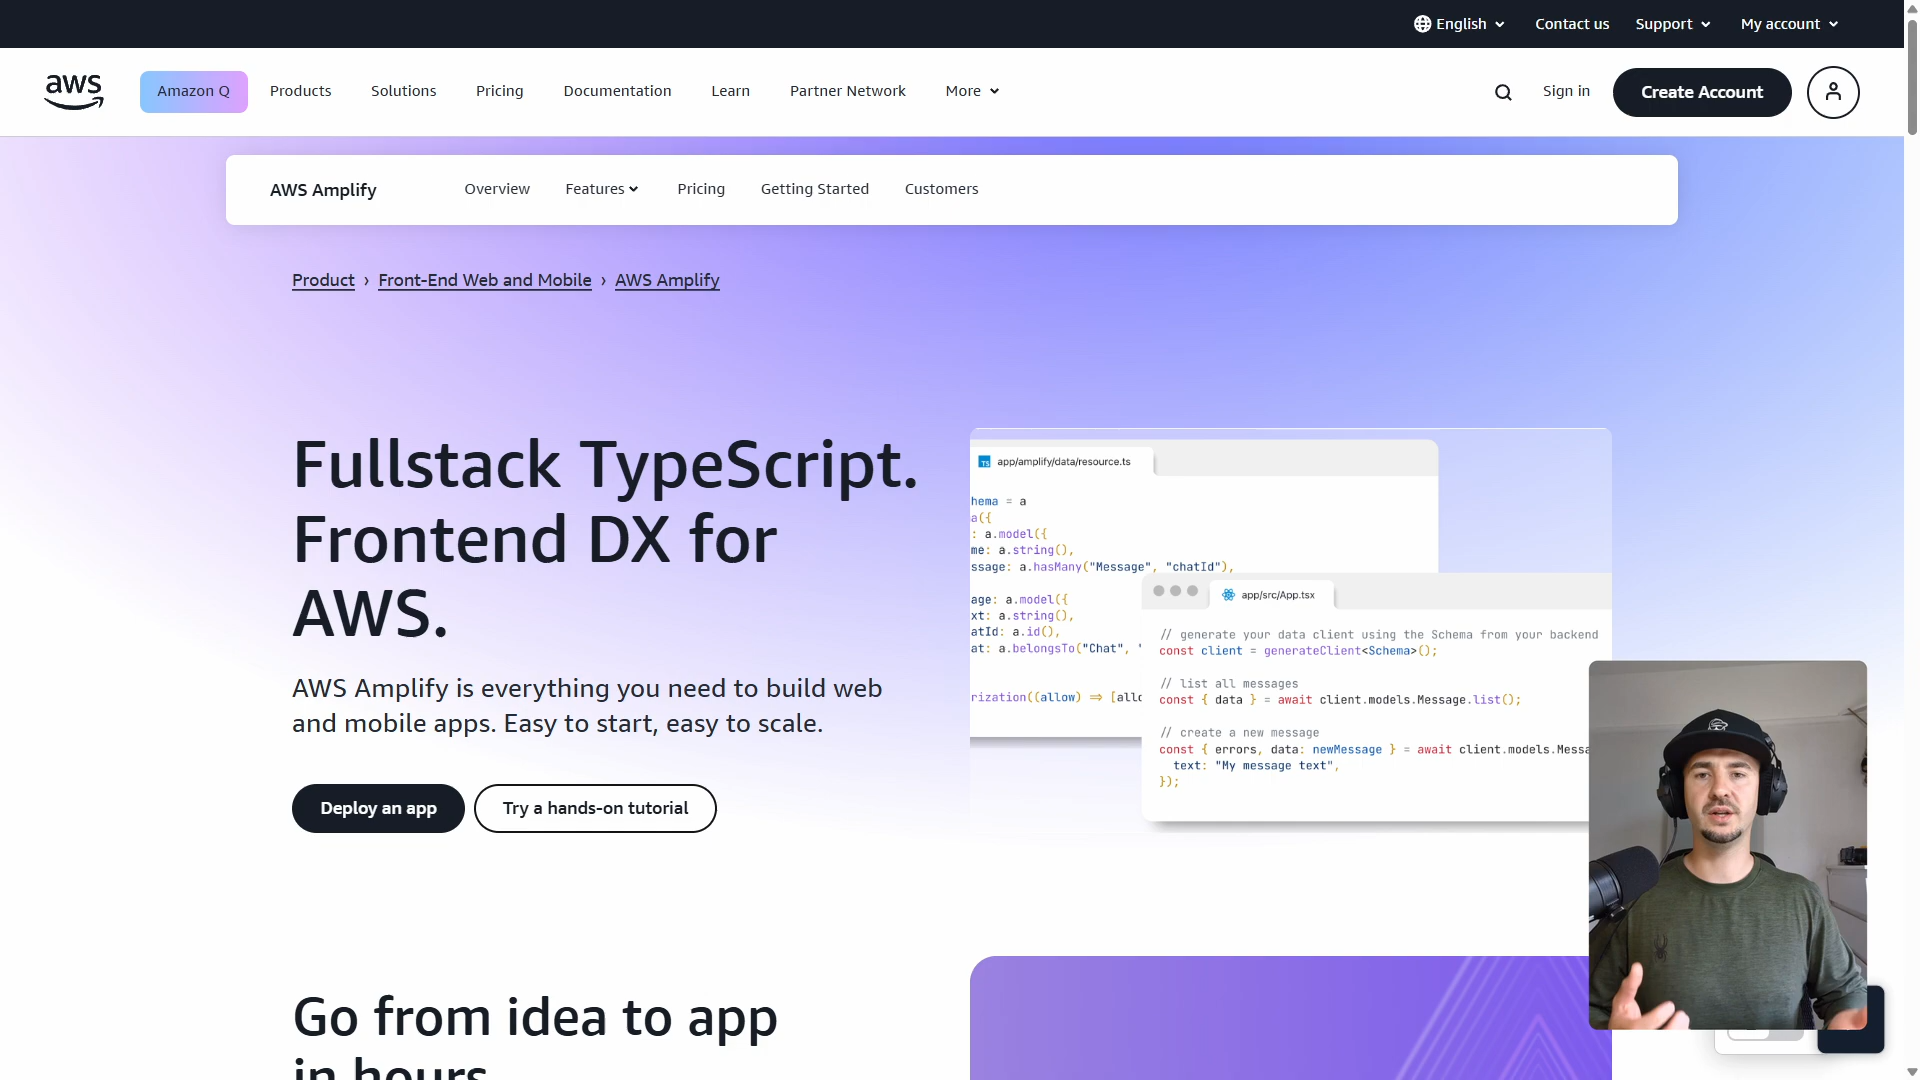 English
Contact us
Support
My account
aws
Amazon Q
Products
Solutions
Pricing
Documentation
Learn
Partner Network
More
Sign in
Create Account
AWS Amplify
Overview
Features
Pricing
Getting Started
Customers
Product › Front-End Web and Mobile › AWS Amplify
Fullstack TypeScript.
Frontend DX for
AWS.
AWS Amplify is everything you need to build web
and mobile apps. Easy to start, easy to scale.
Deploy an app
Try a hands-on tutorial
TS app/amplify/data/resource.ts
hema = a
a({
: a.model({
me: a.string(),
ssage: a.hasMany("Message", "chatId"),
age: a.model({
xt: a.string(),
atId: a.id(),
at: a.belongsTo("Chat", '
rization((allow) => [allo
app/src/App.tsx
// generate your data client using the Schema from your backend
const client = generateClient<Schema>();
// list all messages
const { data } = await client.models.Message.list();
// create a new message
const { errors, data: newMessage } = await client.models.Messa
text: "My message text",
});
Go from idea to app
in hours